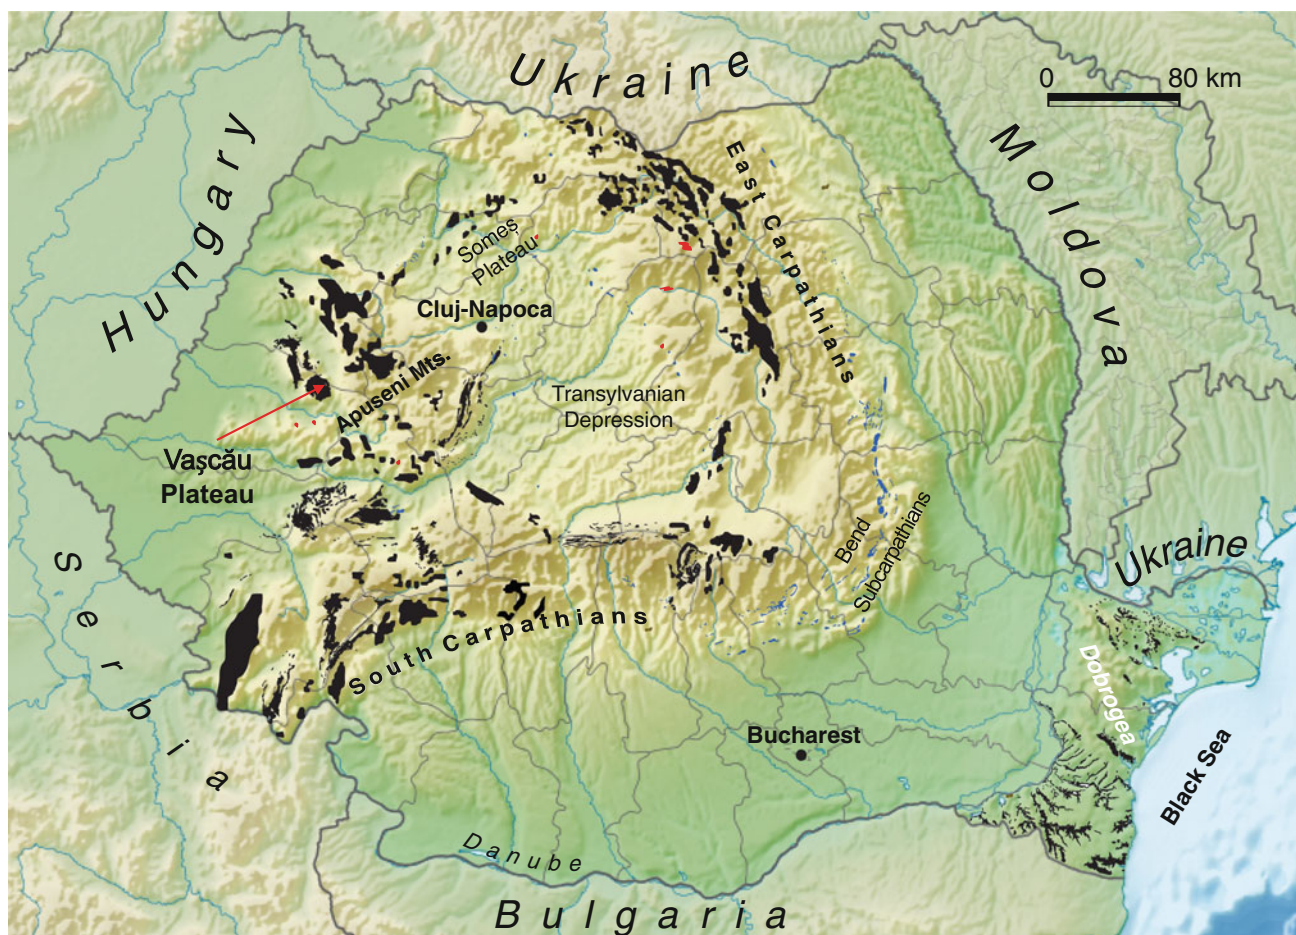 Ukraine
0 80 km
Hungary
Moldova
East Carpathians
Someș
Plateau
Cluj-Napoca
Apuseni Mts.
Transylvanian
Depression
Vașcău
Plateau
Bend
Subcarpathians
Ukraine
Serbia
South Carpathians
Dobrogea
Bucharest
Black Sea
Danube
Bulgaria